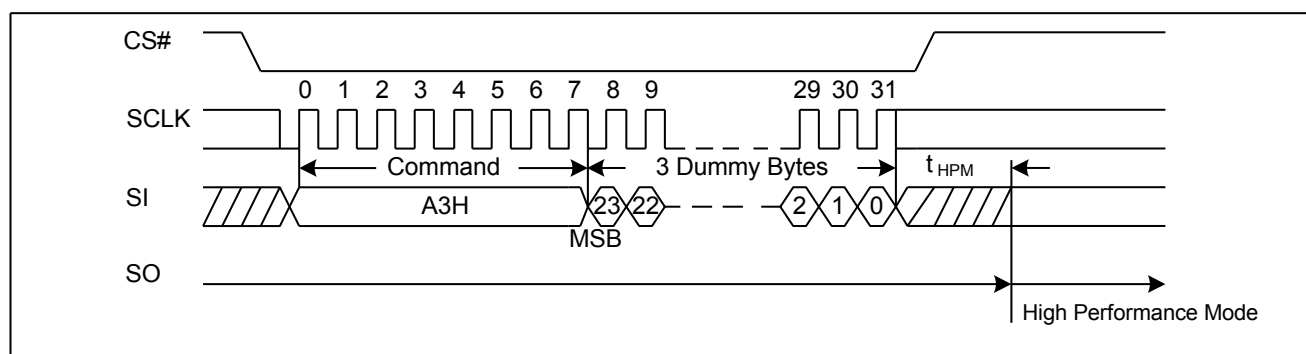 CS#
0 1 2 3 4 5 6 7 8 9 29 30 31
SCLK
Command 3 Dummy Bytes tHPM
SI
A3H 23 22 2 1 0
MSB
SO
High Performance Mode